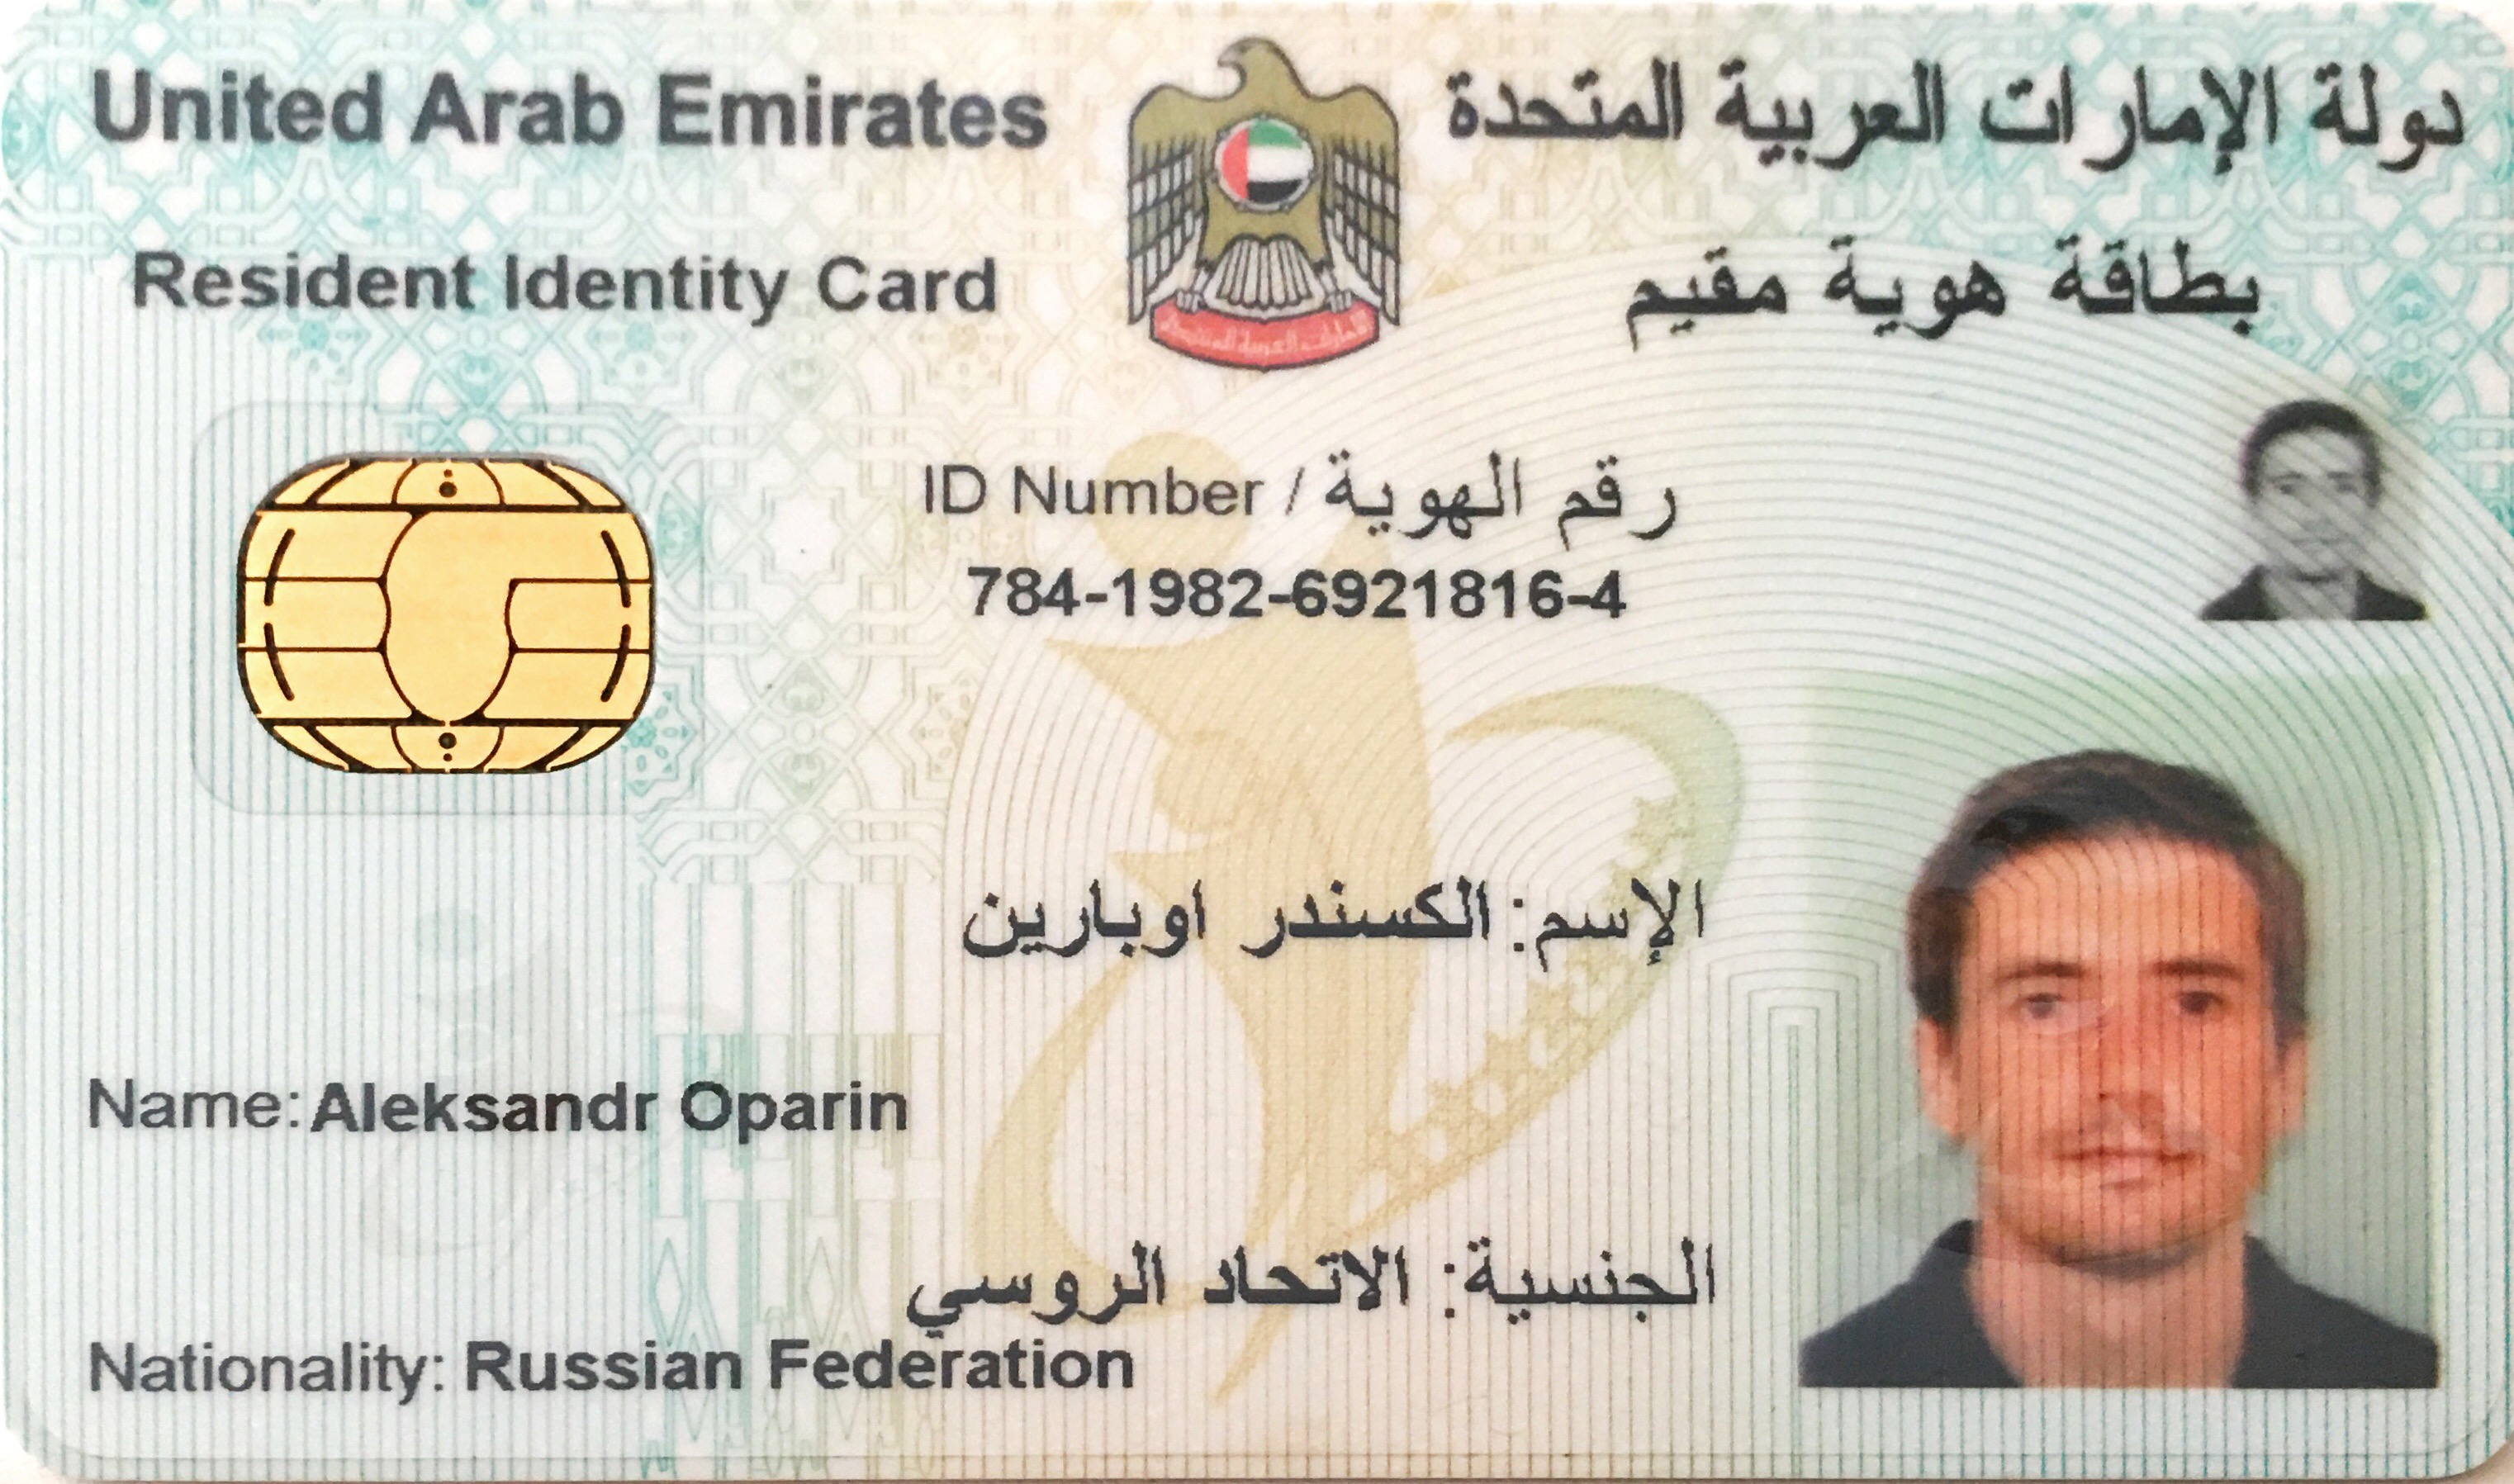 United Arab Emirates
دولة الإمارات العربية المتحدة
Resident Identity Card
بطاقة هوية مقيم
ID Number / رقم الهوية
784-1982-6921816-4
الإسم: الكسندر اوبارين
Name: Aleksandr Oparin
الجنسية: الاتحاد الروسي
Nationality: Russian Federation